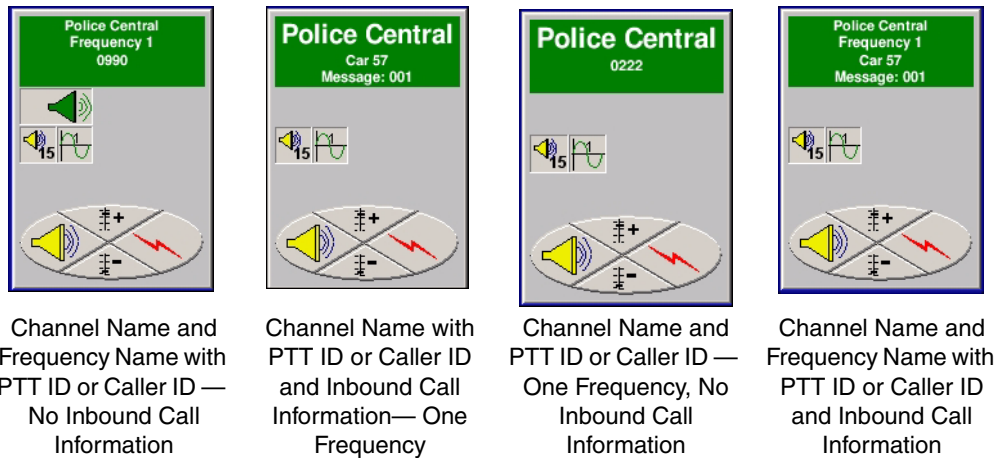 Police Central
Frequency 1
0990
15
Channel Name and
Frequency Name with
PTT ID or Caller ID —
No Inbound Call
Information
Police Central
Car 57
Message: 001
15
Channel Name with
PTT ID or Caller ID
and Inbound Call
Information— One
Frequency
Police Central
0222
15
Channel Name and
PTT ID or Caller ID —
One Frequency, No
Inbound Call
Information
Police Central
Frequency 1
Car 57
Message: 001
15
Channel Name and
Frequency Name with
PTT ID or Caller ID
and Inbound Call
Information